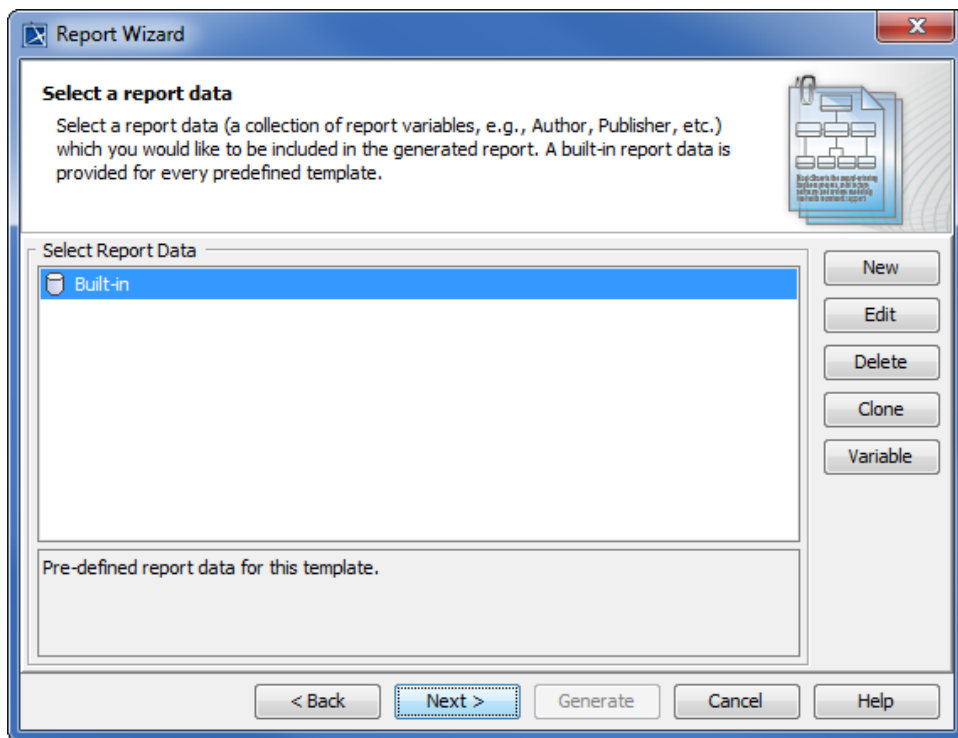 Report Wizard
Select a report data
Select a report data (a collection of report variables, e.g., Author, Publisher, etc.)
which you would like to be included in the generated report. A built-in report data is
provided for every predefined template.
Select Report Data
Built-in
New
Edit
Delete
Clone
Variable
Pre-defined report data for this template.
< Back
Next >
Generate
Cancel
Help